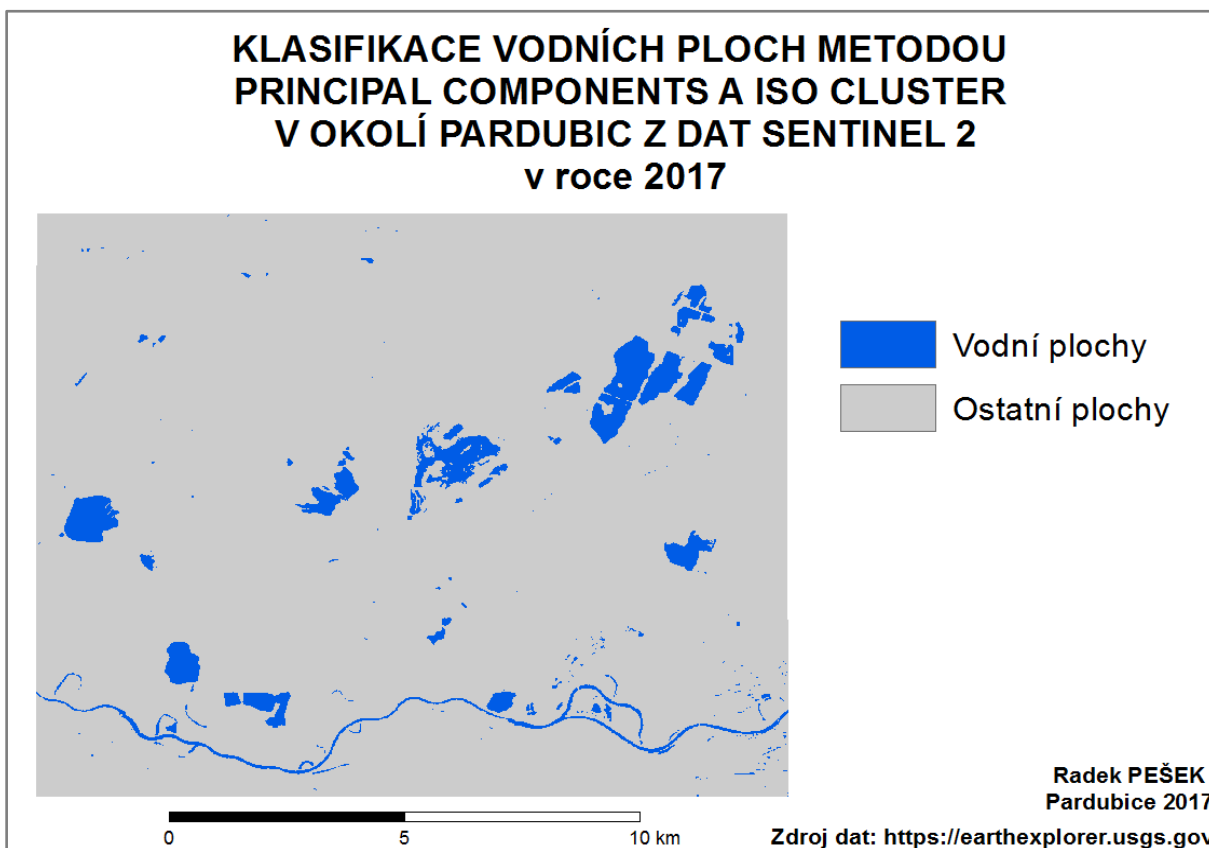 KLASIFIKACE VODNÍCH PLOCH METODOU
PRINCIPAL COMPONENTS A ISO CLUSTER
V OKOLÍ PARDUBIC Z DAT SENTINEL 2
v roce 2017
Vodní plochy
Ostatní plochy
Radek PEŠEK
Pardubice 2017
0 5 10 km
Zdroj dat: https://earthexplorer.usgs.gov